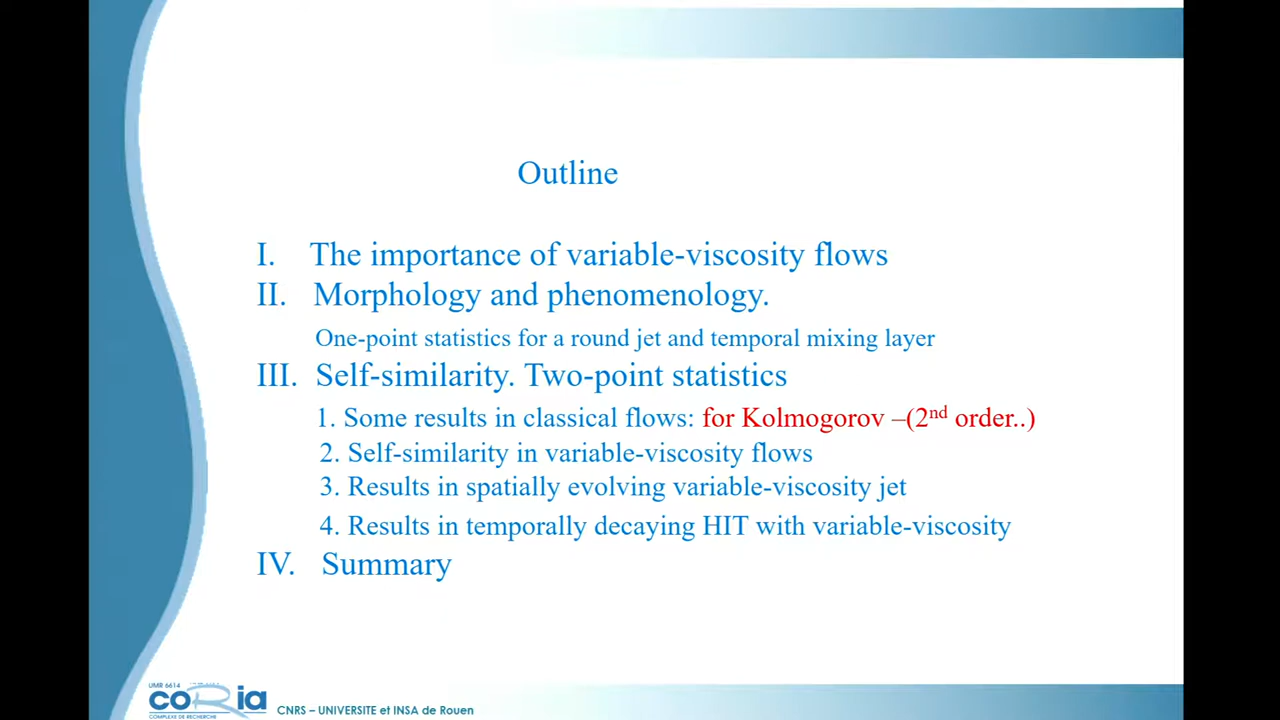 Outline
I. The importance of variable-viscosity flows
II. Morphology and phenomenology.
One-point statistics for a round jet and temporal mixing layer
III. Self-similarity. Two-point statistics
1. Some results in classical flows: for Kolmogorov –(2nd order..)
2. Self-similarity in variable-viscosity flows
3. Results in spatially evolving variable-viscosity jet
4. Results in temporally decaying HIT with variable-viscosity
IV. Summary
UMR 6614
coRia
COMPLEXE DE RECHERCHE
CNRS – UNIVERSITE et INSA de Rouen